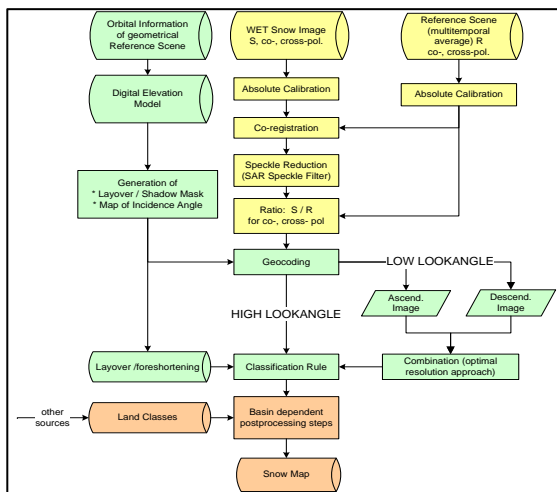 Orbital Information
of geometrical
Reference Scene
WET Snow Image
S, co-, cross-pol.
Reference Scene
(multitemporal
average) R
co-, cross-pol.
Digital Elevation
Model
Absolute Calibration
Absolute Calibration
Co-registration
Speckle Reduction
(SAR Speckle Filter)
Generation of
* Layover / Shadow Mask
* Map of Incidence Angle
Ratio: S / R
for co-, cross- pol
Geocoding
LOW LOOKANGLE
HIGH LOOKANGLE
Ascend.
Image
Descend.
Image
Layover /foreshortening
Classification Rule
Combination (optimal
resolution approach)
other
sources
Land Classes
Basin dependent
postprocessing steps
Snow Map